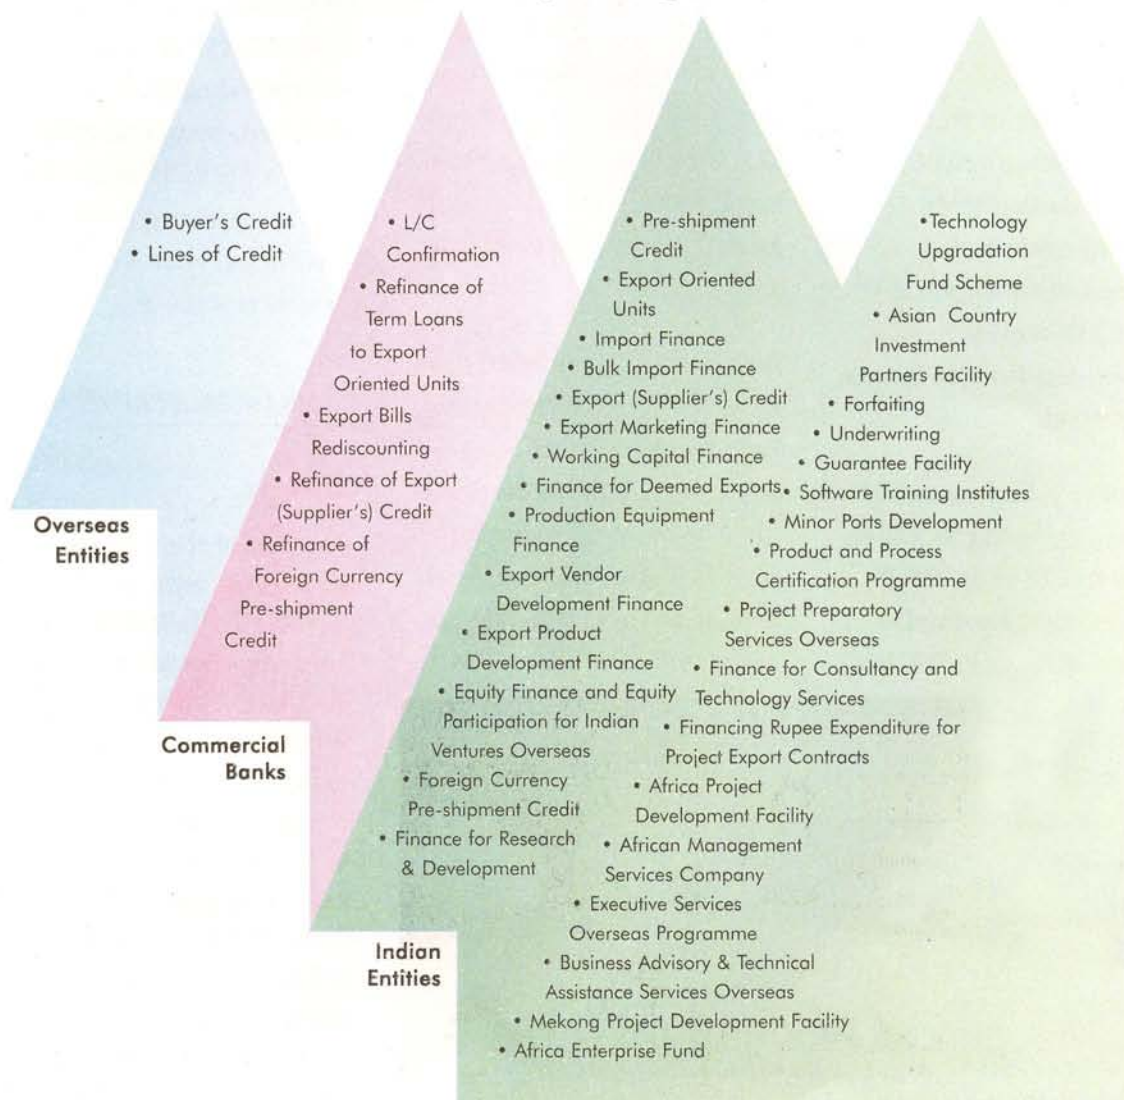 • Buyer's Credit
• Lines of Credit
Overseas
Entities
• L/C
Confirmation
• Refinance of
Term Loans
to Export
Oriented Units
• Export Bills
Rediscounting
• Refinance of Export
(Supplier's) Credit
• Refinance of
Foreign Currency
Pre-shipment
Credit
Commercial
Banks
• Pre-shipment
Credit
• Export Oriented
Units
• Import Finance
• Bulk Import Finance
• Export (Supplier's) Credit
• Export Marketing Finance
• Working Capital Finance
• Finance for Deemed Exports
• Production Equipment
Finance
• Export Vendor
Development Finance
• Export Product
Development Finance
• Equity Finance and Equity
Participation for Indian
Ventures Overseas
• Foreign Currency
Pre-shipment Credit
• Finance for Research
& Development
Indian
Entities
•Technology
Upgradation
Fund Scheme
• Asian Country
Investment
Partners Facility
• Forfaiting
• Underwriting
• Guarantee Facility
• Software Training Institutes
• Minor Ports Development
• Product and Process
Certification Programme
• Project Preparatory
Services Overseas
• Finance for Consultancy and
Technology Services
• Financing Rupee Expenditure for
Project Export Contracts
• Africa Project
Development Facility
• African Management
Services Company
• Executive Services
Overseas Programme
• Business Advisory & Technical
Assistance Services Overseas
• Mekong Project Development Facility
• Africa Enterprise Fund